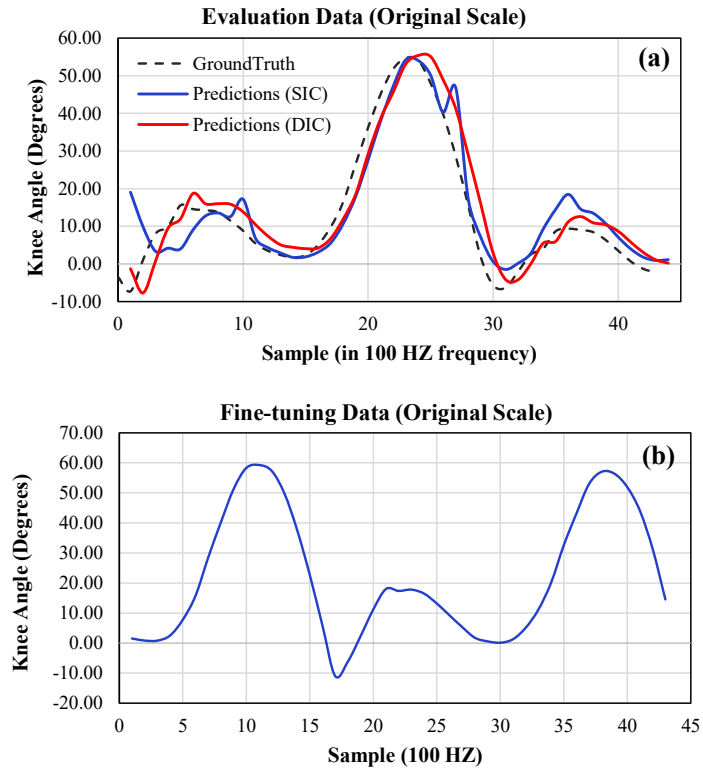 Evaluation Data (Original Scale)
(a)
GroundTruth
Predictions (SIC)
Predictions (DIC)
Knee Angle (Degrees)
60.00
50.00
40.00
30.00
20.00
10.00
0.00
-10.00
0 10 20 30 40
Sample (in 100 HZ frequency)
Fine-tuning Data (Original Scale)
(b)
Knee Angle (Degrees)
70.00
60.00
50.00
40.00
30.00
20.00
10.00
0.00
-10.00
-20.00
0 5 10 15 20 25 30 35 40 45
Sample (100 HZ)